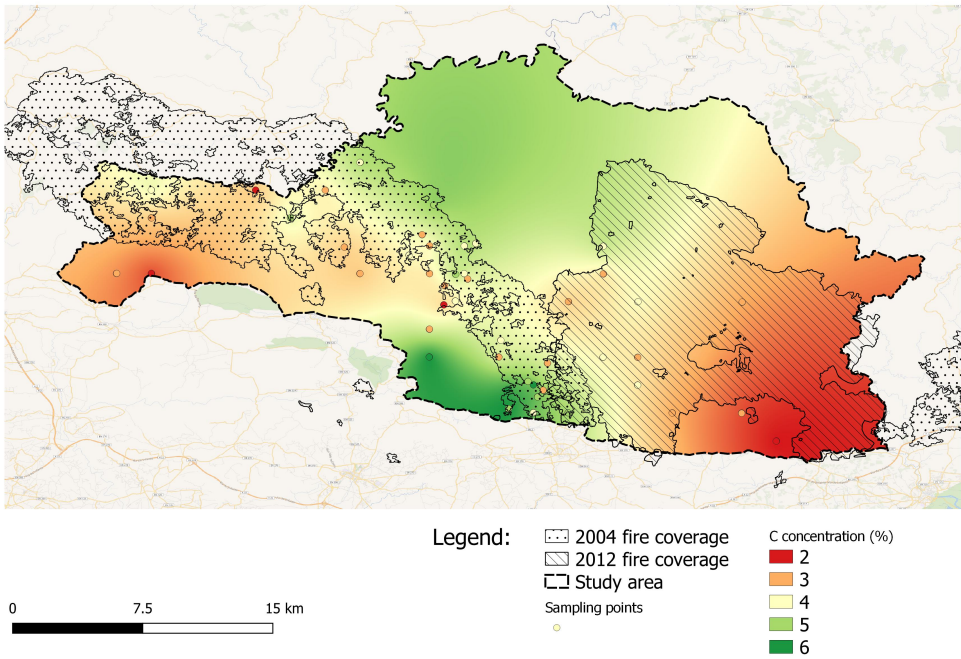 Legend:
2004 fire coverage
2012 fire coverage
Study area
Sampling points
C concentration (%)
2
3
4
5
6
0 7.5 15 km